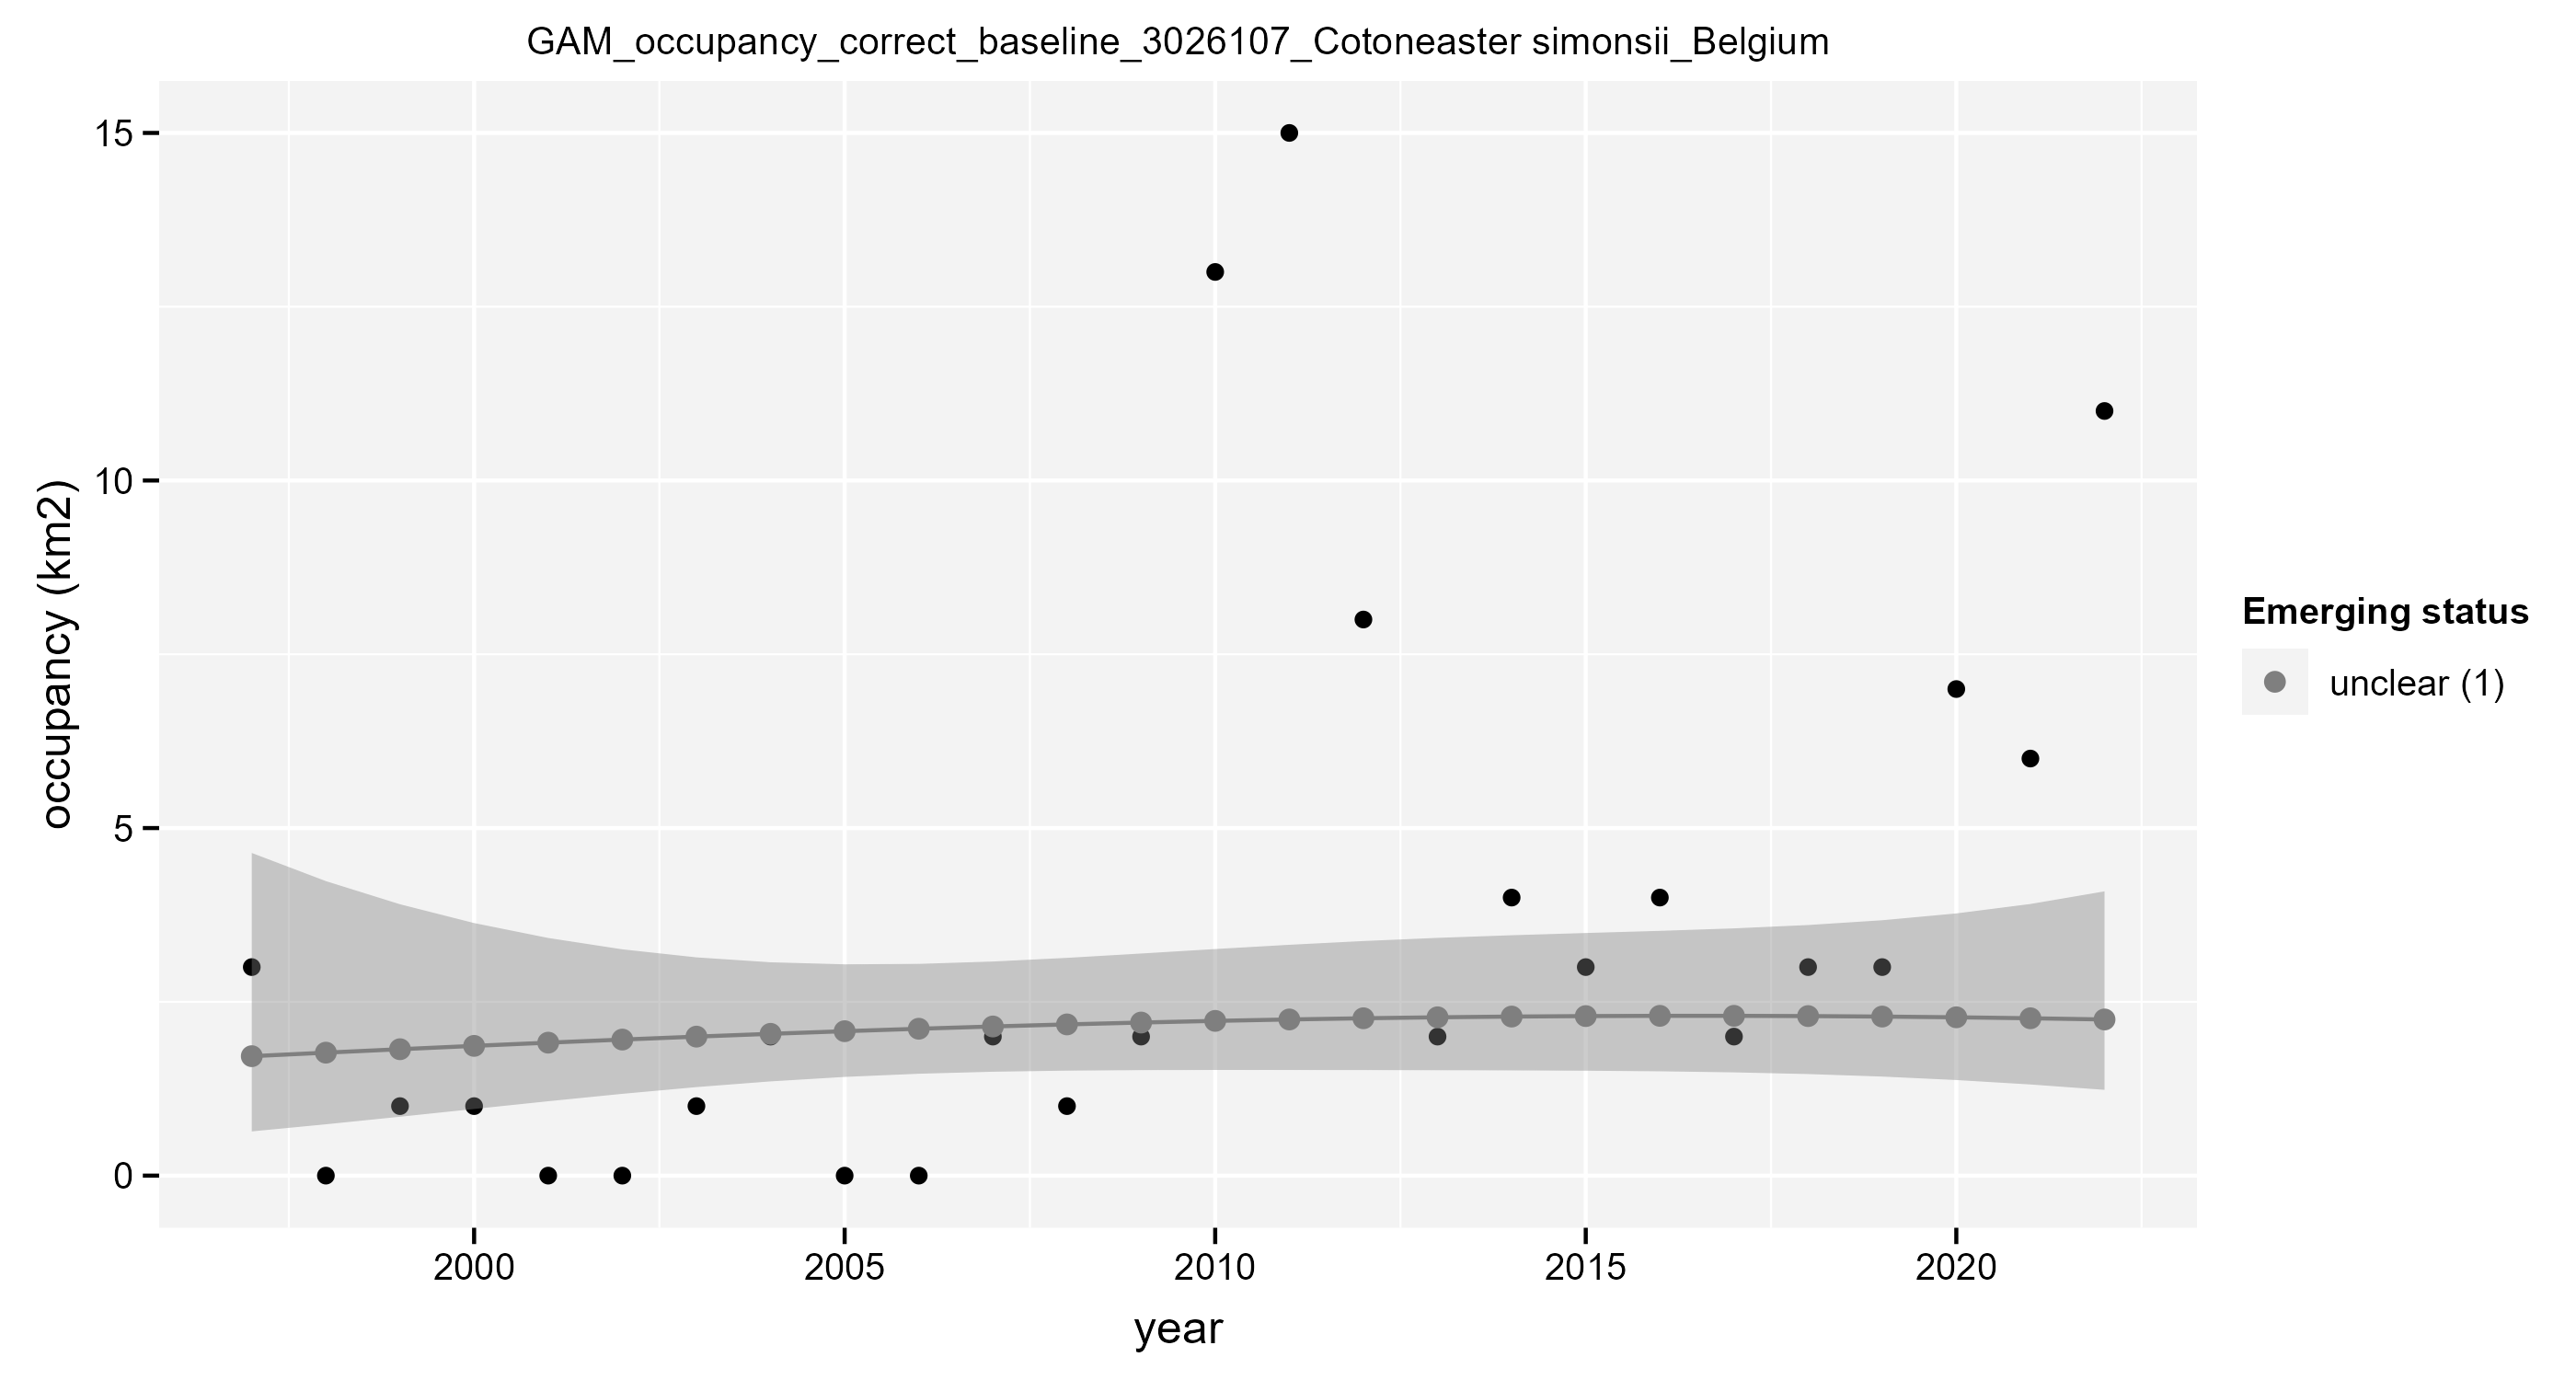 GAM_occupancy_correct_baseline_3026107_Cotoneaster simonsii_Belgium
15
10
5
0
occupancy (km2)
2000
2005
2010
2015
2020
year
Emerging status
unclear (1)